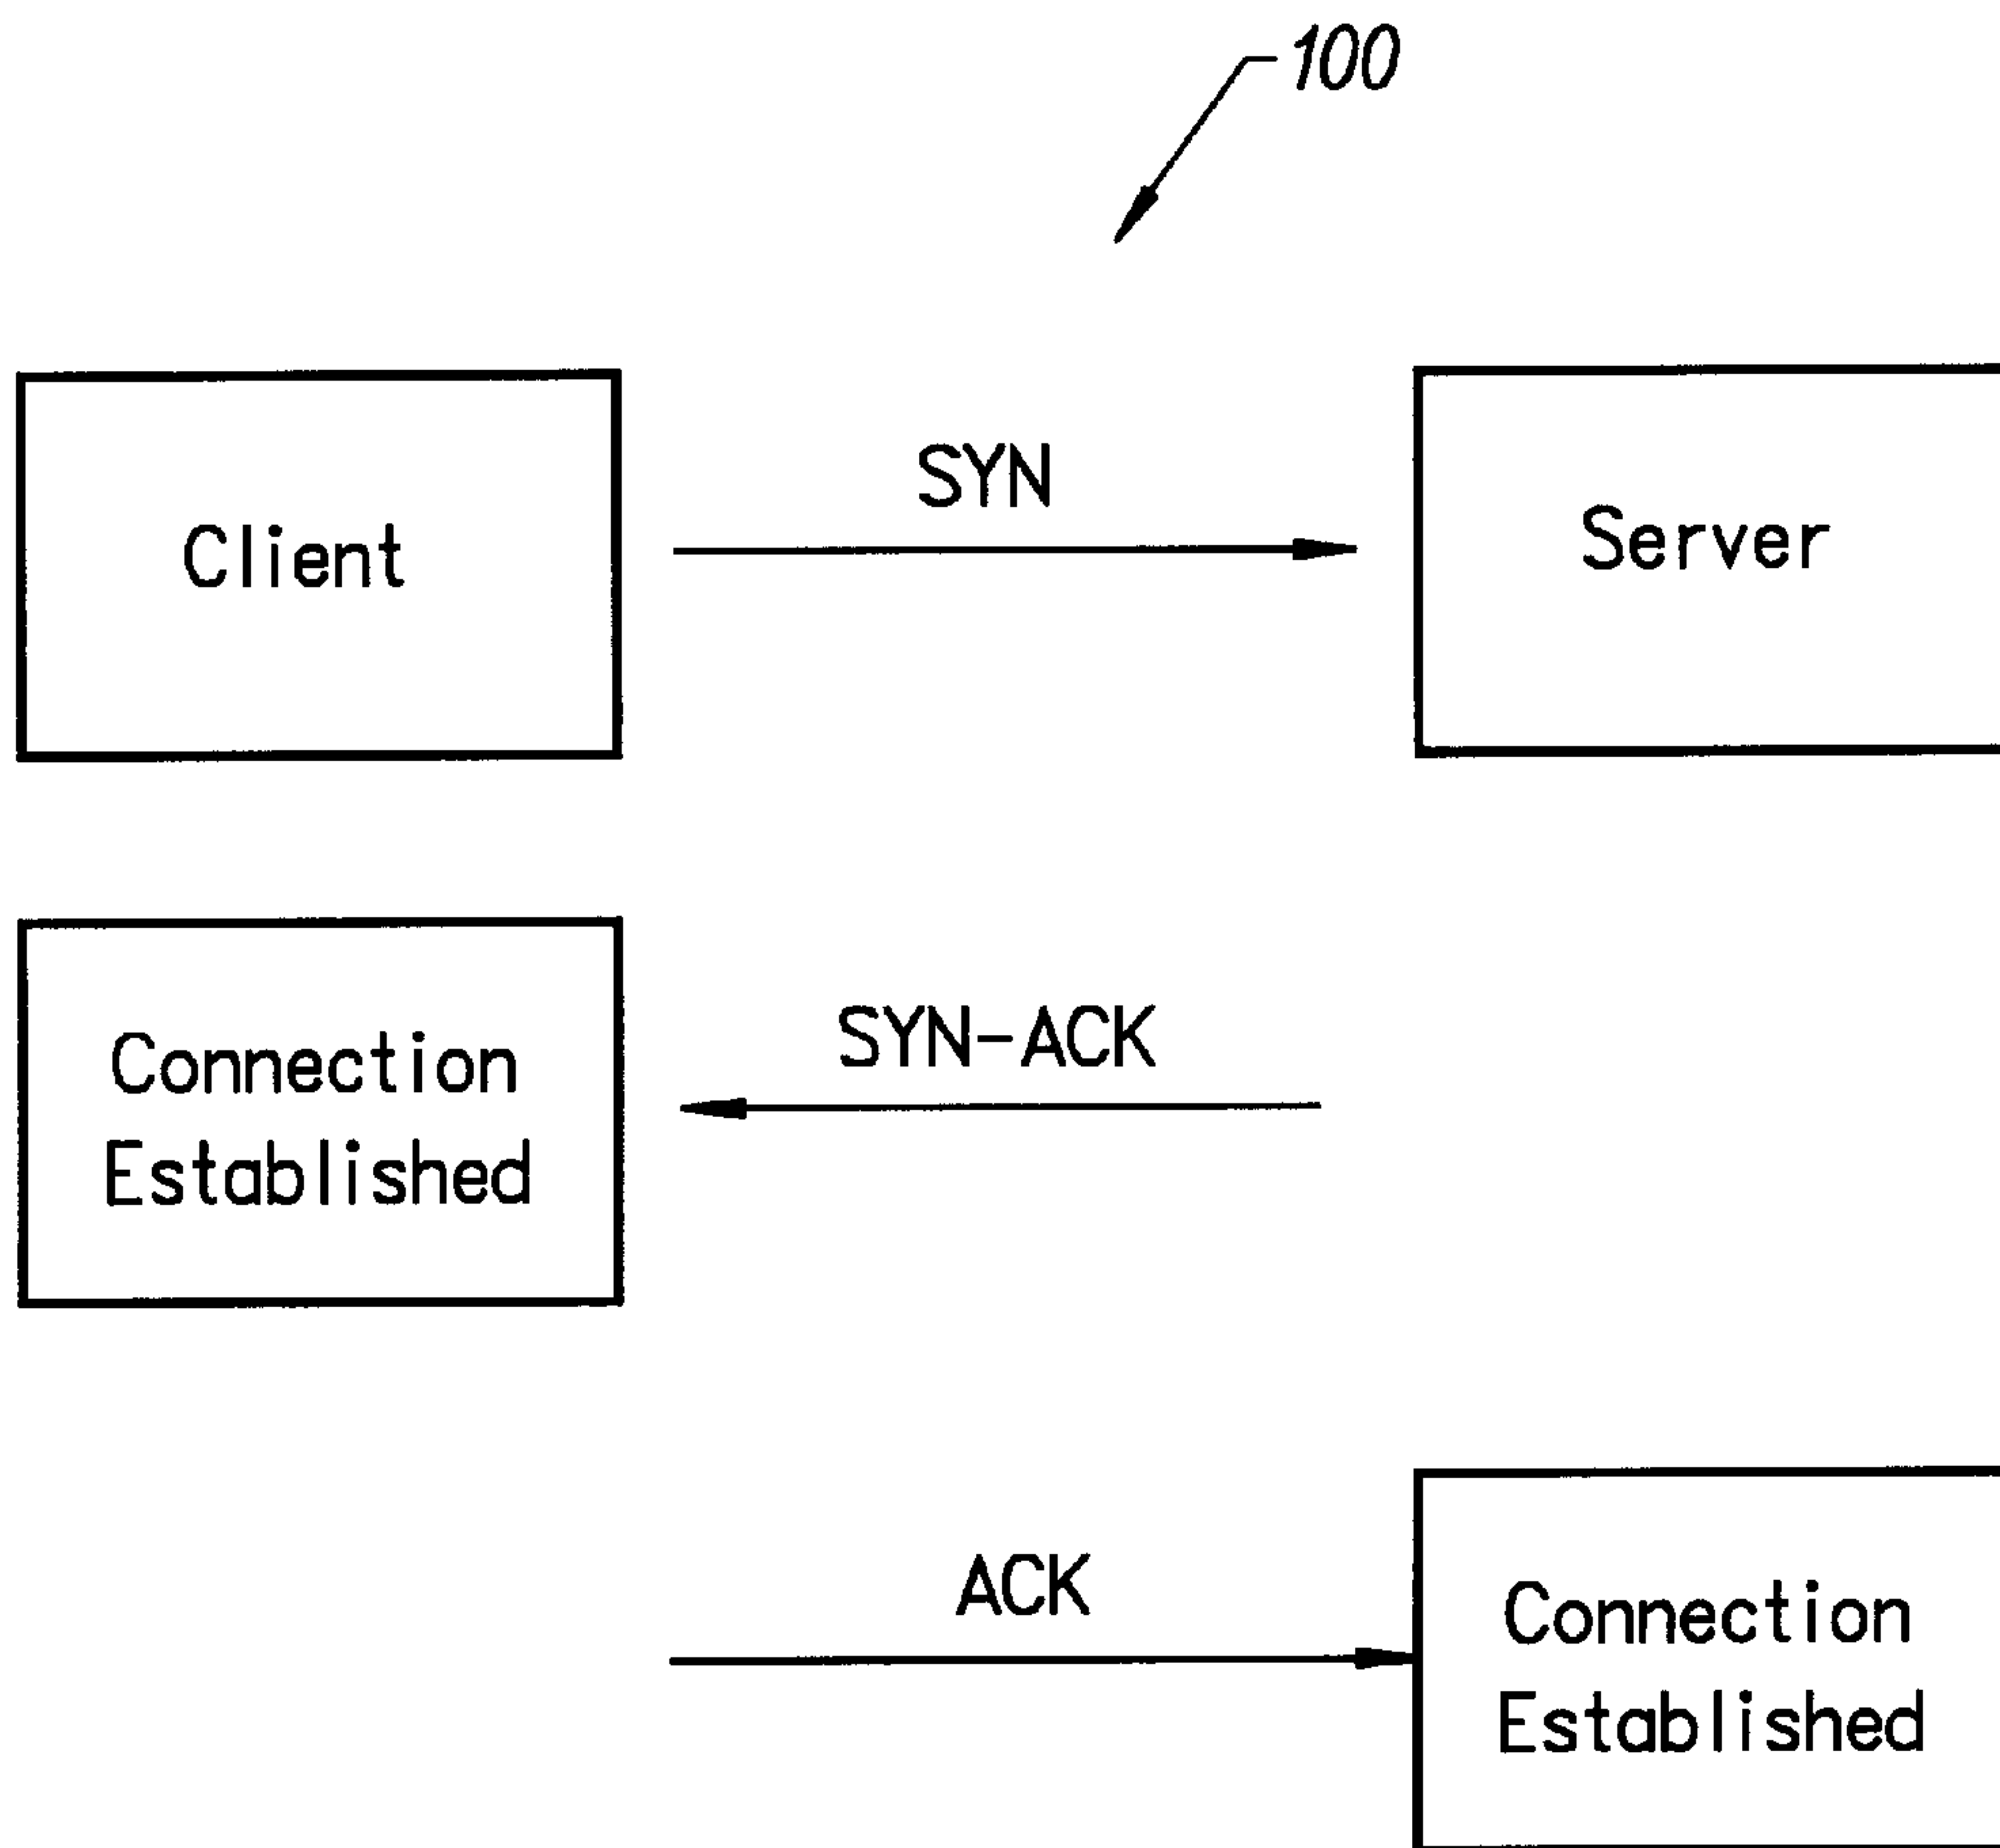 100
SYN
Client
Server
SYN-ACK
Connection
Established
ACK
Connection
Established